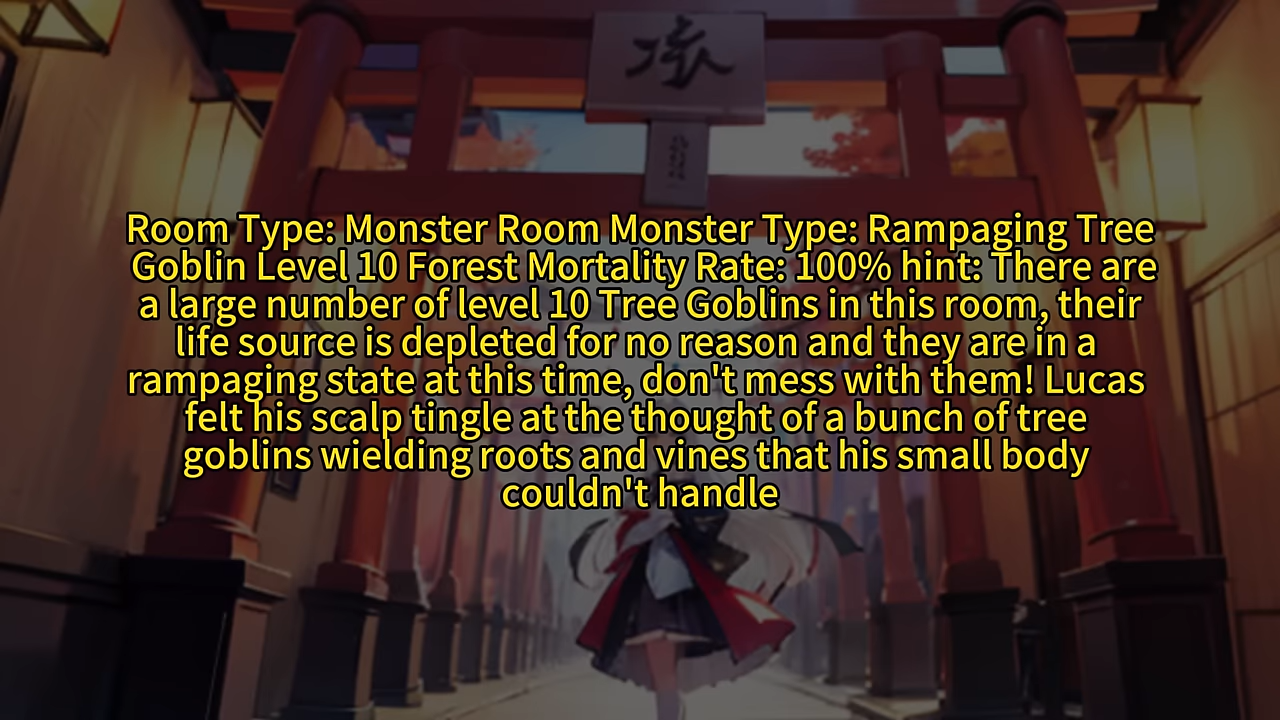 Room Type: Monster Room Monster Type: Rampaging Tree
Goblin Level 10 Forest Mortality Rate: 100% hint: There are
a large number of level 10 Tree Goblins in this room, their
life source is depleted for no reason and they are in a
rampaging state at this time, don't mess with them! Lucas
felt his scalp tingle at the thought of a bunch of tree
goblins wielding roots and vines that his small body
couldn't handle